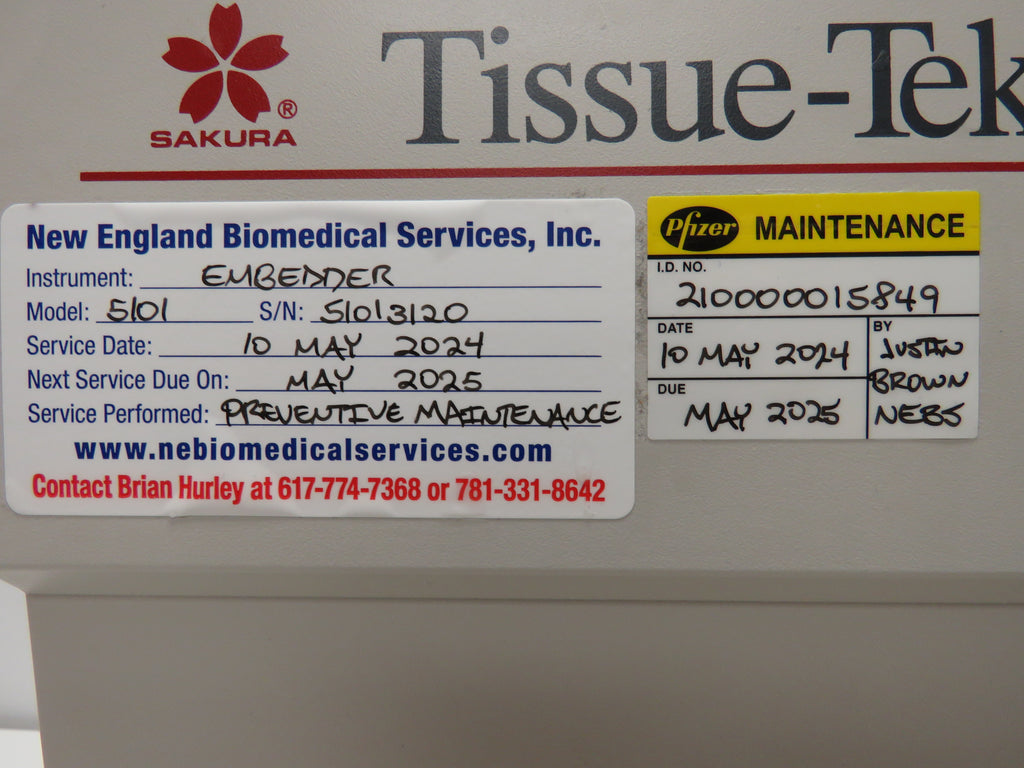 SAKURA®
Tissue-Tek
New England Biomedical Services, Inc.
Instrument: EMBEDDER
Model: 5101 S/N: 51013120
Service Date: 10 MAY 2024
Next Service Due On: MAY 2025
Service Performed: PREVENTIVE MAINTENANCE
www.nebiomedicalservices.com
Contact Brian Hurley at 617-774-7368 or 781-331-8642
Pfizer MAINTENANCE
I.D. NO.
210000015849
DATE
10 MAY 2024
DUE
MAY 2025
BY
JUSTIN
BROWN
NEBS